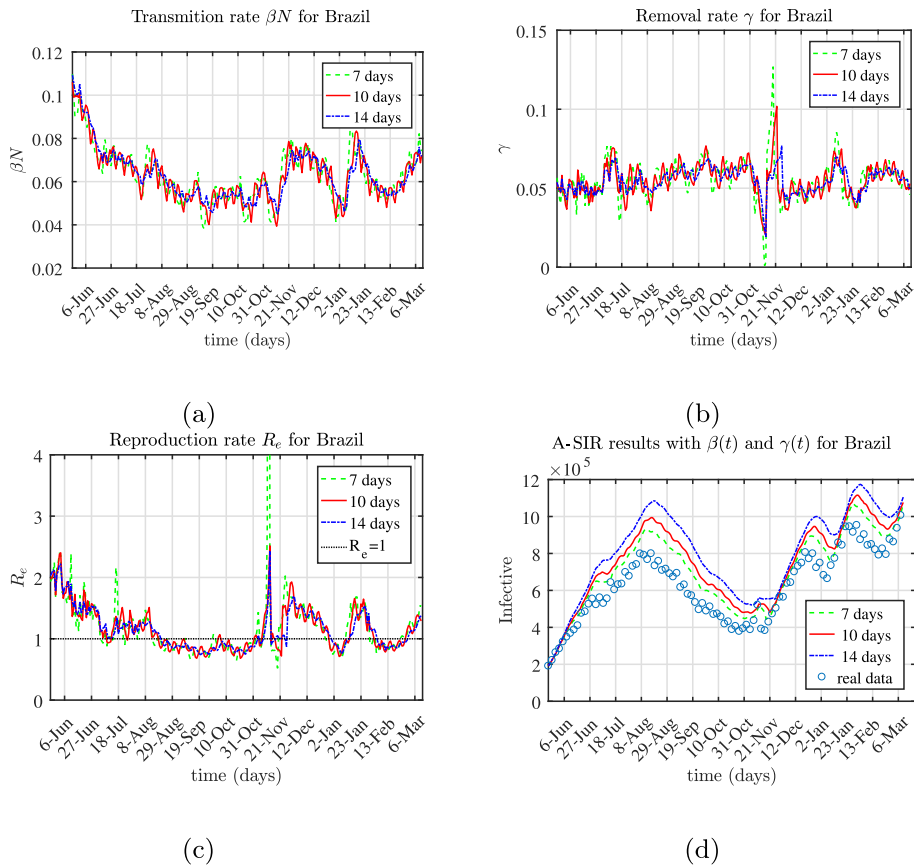 Transmition rate βN for Brazil
0.12
0.1
0.08
0.06
0.04
0.02
βN
7 days
10 days
14 days
6-Jun
27-Jun
18-Jul
8-Aug
29-Aug
19-Sep
10-Oct
31-Oct
21-Nov
12-Dec
2-Jan
23-Jan
13-Feb
6-Mar
time (days)
(a)
Removal rate γ for Brazil
0.15
0.1
0.05
0
γ
7 days
10 days
14 days
6-Jun
27-Jun
18-Jul
8-Aug
29-Aug
19-Sep
10-Oct
31-Oct
21-Nov
12-Dec
2-Jan
23-Jan
13-Feb
6-Mar
time (days)
(b)
Reproduction rate Re for Brazil
4
3
2
1
0
Re
7 days
10 days
14 days
R_e=1
6-Jun
27-Jun
18-Jul
8-Aug
29-Aug
19-Sep
10-Oct
31-Oct
21-Nov
12-Dec
2-Jan
23-Jan
13-Feb
6-Mar
time (days)
(c)
A-SIR results with β(t) and γ(t) for Brazil
×10^5
12
10
8
6
4
2
0
Infective
7 days
10 days
14 days
real data
6-Jun
27-Jun
18-Jul
8-Aug
29-Aug
19-Sep
10-Oct
31-Oct
21-Nov
12-Dec
2-Jan
23-Jan
13-Feb
6-Mar
time (days)
(d)